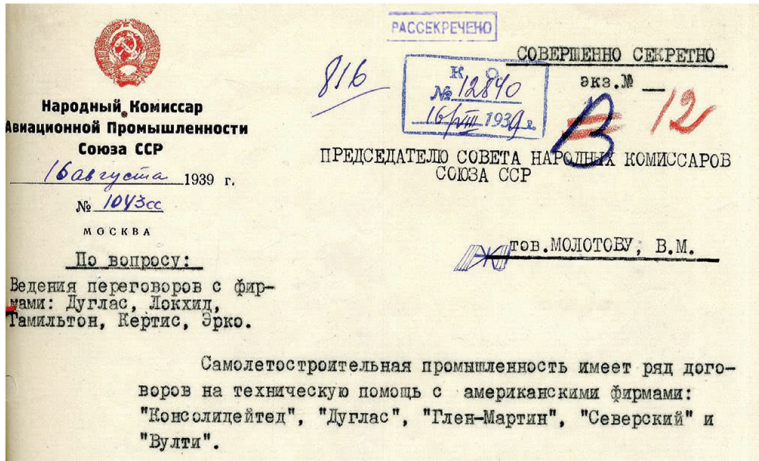 РАССЕКРЕЧЕНО
СОВЕРШЕННО СЕКРЕТНО
экз.№
816
К О
№ 12840
16/VIII 1939 г.
В
12
Народный Комиссар
Авиационной Промышленности
Союза ССР
16 августа 1939 г.
№ 1043сс
МОСКВА
По вопросу:
Ведения переговоров с фир-
мами: Дуглас, Локхид,
Гамильтон, Кертис, Эрко.
ПРЕДСЕДАТЕЛЮ СОВЕТА НАРОДНЫХ КОМИССАРОВ
СОЮЗА ССР
тов.МОЛОТОВУ, В.М.
Самолетостроительная промышленность имеет ряд дого-
воров на техническую помощь с американскими фирмами:
"Консолидейтед", "Дуглас", "Глен-Мартин", "Северский" и
"Вулти".